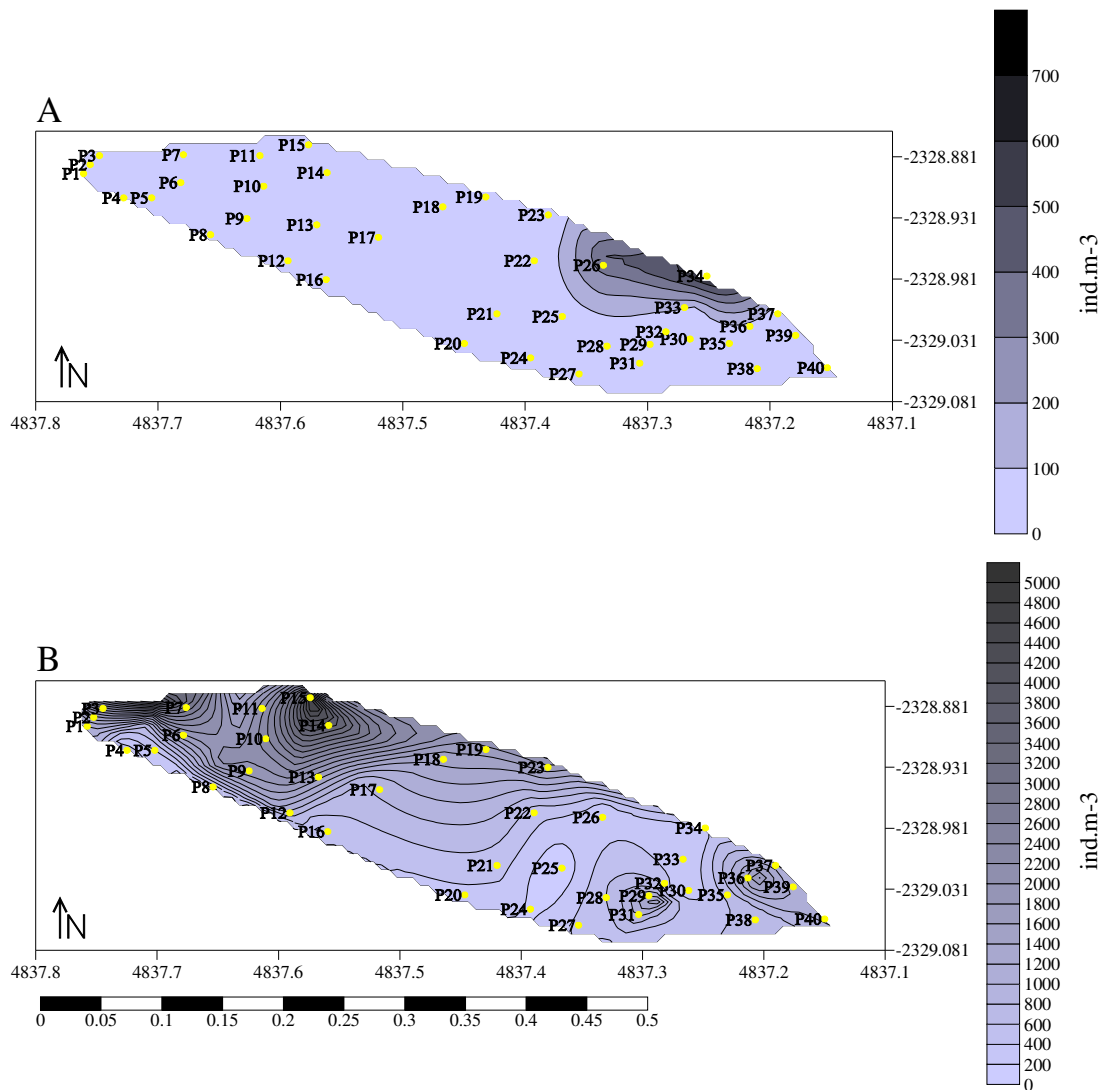 A
700
600
500
400
300
200
100
0
ind.m-3
P15
P3 P7 P11
P2
P1 P14
P6 P10
P4 P5 P19
P18
P9 P23
P13
P8 P17
P12 P22 P26
P16 P34
P33
P21 P25 P37
P36
P32
P20 P28 P29 P30 P35 P39
P24
P31
P27 P38 P40
N
-2328.881
-2328.931
-2328.981
-2329.031
-2329.081
4837.8 4837.7 4837.6 4837.5 4837.4 4837.3 4837.2 4837.1
B
5000
4800
4600
4400
4200
4000
3800
3600
3400
3200
3000
2800
2600
2400
2200
2000
1800
1600
1400
1200
1000
800
600
400
200
0
ind.m-3
P15
P3 P7 P11
P2
P1 P14
P6 P10
P4 P5 P19
P18
P9 P23
P13
P8 P17
P12 P22 P26
P16 P34
P33
P21 P25 P37
P36
P32
P20 P28 P29 P30 P35 P39
P24
P31
P27 P38 P40
N
-2328.881
-2328.931
-2328.981
-2329.031
-2329.081
4837.8 4837.7 4837.6 4837.5 4837.4 4837.3 4837.2 4837.1
0 0.05 0.1 0.15 0.2 0.25 0.3 0.35 0.4 0.45 0.5